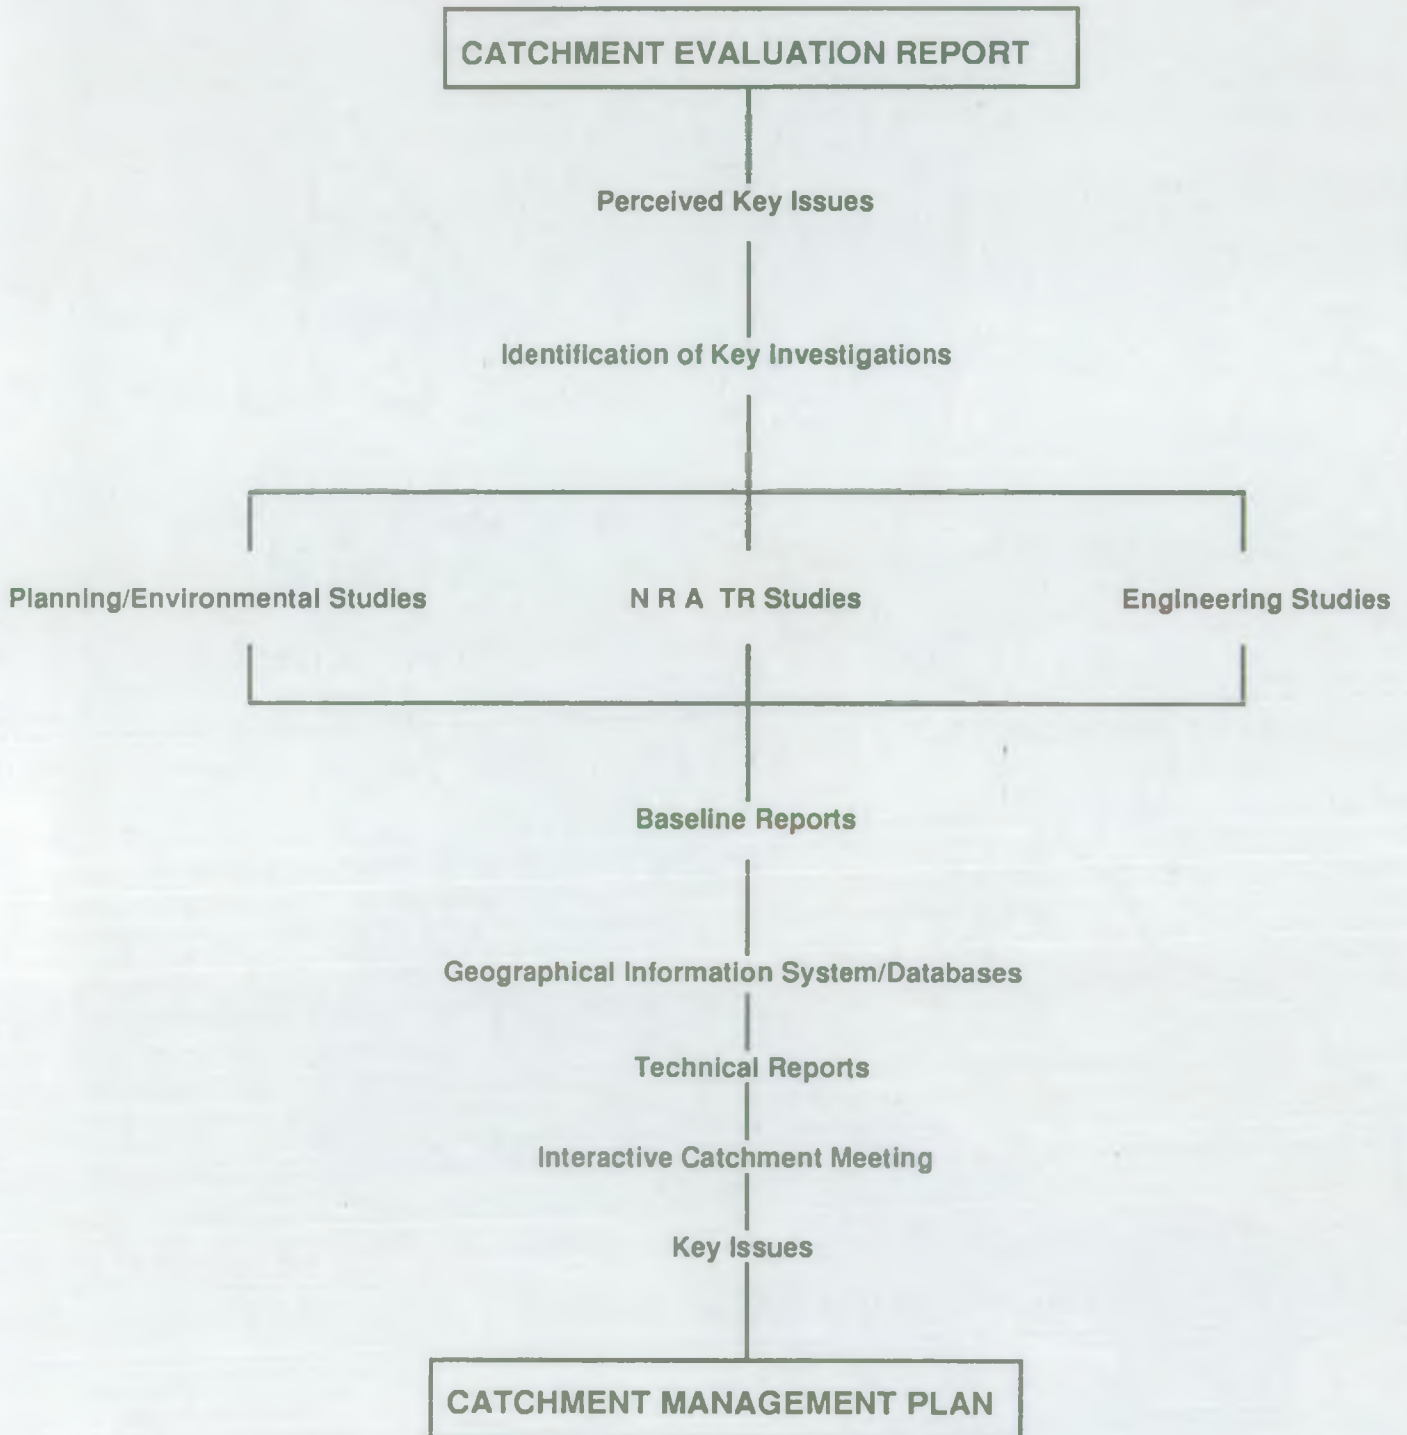 CATCHMENT EVALUATION REPORT
Perceived Key Issues
Identification of Key Investigations
Planning/Environmental Studies
N R A TR Studies
Engineering Studies
Baseline Reports
Geographical Information System/Databases
Technical Reports
Interactive Catchment Meeting
Key Issues
CATCHMENT MANAGEMENT PLAN